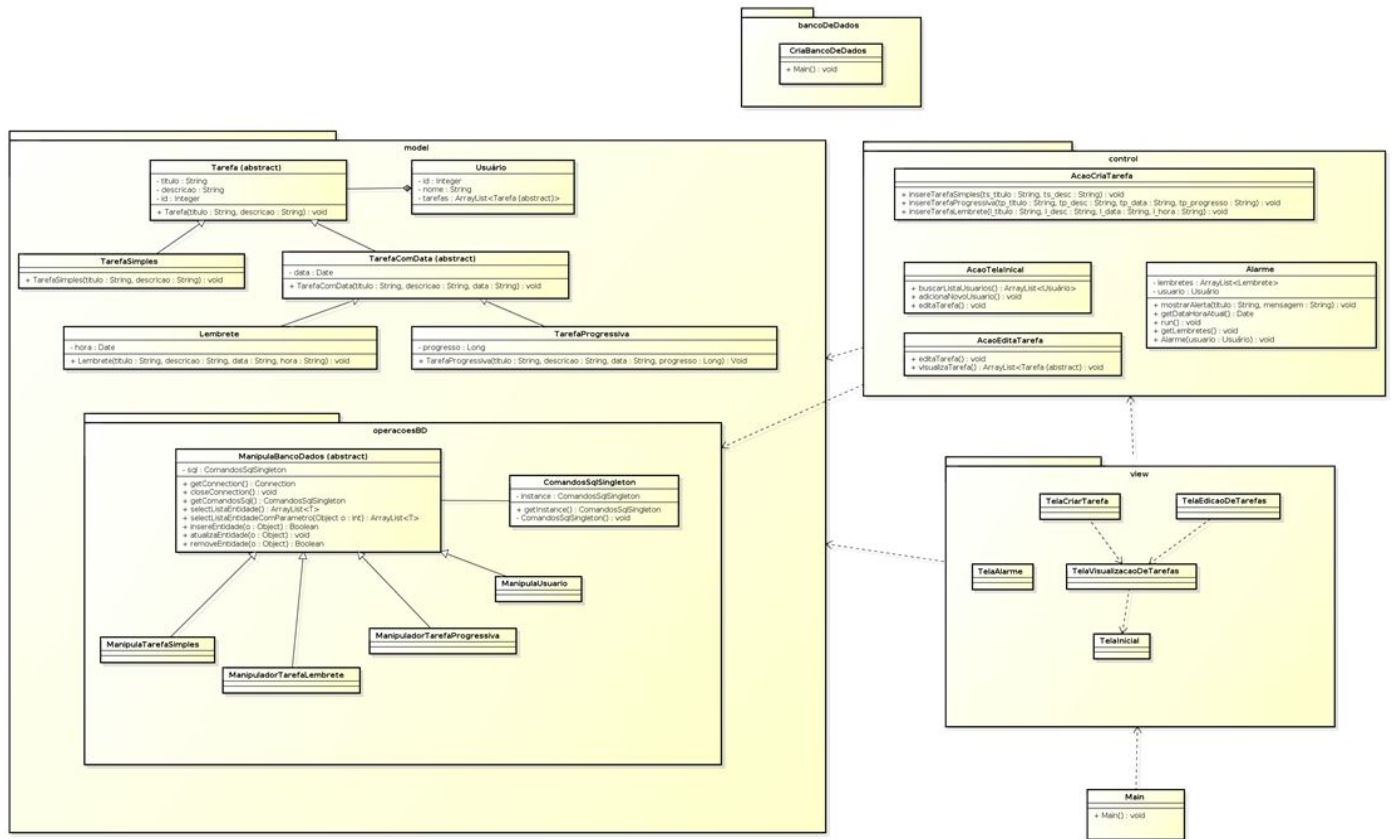 bancoDeDados
CriaBancoDeDados
+ Main() : void
model
Tarefa (abstract)
- titulo : String
- descricao : String
- id : Integer
+ Tarefa(titulo : String, descricao : String) : void
Usuário
- id : Integer
- nome : String
- tarefas : ArrayList<Tarefa (abstract)>
TarefaSimples
+ TarefaSimples(titulo : String, descricao : String) : void
TarefaComData (abstract)
- data : Date
+ TarefaComData(titulo : String, descricao : String, data : String) : void
Lembrete
- hora : Date
+ Lembrete(titulo : String, descricao : String, data : String, hora : String) : void
TarefaProgressiva
- progresso : Long
+ TarefaProgressiva(titulo : String, descricao : String, data : String, progresso : Long) : Void
operacoesBD
ManipulaBancoDados (abstract)
- sql : ComandosSqlSingleton
+ getConnection() : Connection
+ closeConnection() : void
+ getComandosSql() : ComandosSqlSingleton
+ selectListaEntidade() : ArrayList<T>
+ selectListaEntidadeComParametro(Object o : int) : ArrayList<T>
+ insereEntidade(o : Object) : Boolean
+ atualizaEntidade(o : Object) : void
+ removeEntidade(o : Object) : Boolean
ComandosSqlSingleton
- instance : ComandosSqlSingleton
+ getInstance() : ComandosSqlSingleton
- ComandosSqlSingleton() : void
ManipulaUsuario
ManipuladorTarefaProgressiva
ManipulaTarefaSimples
ManipuladorTarefaLembrete
control
AcaoCriaTarefa
+ insereTarefaSimples(ts_titulo : String, ts_desc : String) : void
+ insereTarefaProgressiva(tp_titulo : String, tp_desc : String, tp_data : String, tp_progresso : String) : void
+ insereTarefaLembrete(l_titulo : String, l_desc : String, l_data : String, l_hora : String) : void
AcaoTelaInical
+ buscarListaUsuarios() : ArrayList<Usuário>
+ adicionaNovoUsuario() : void
+ editaTarefa() : void
Alarme
- lembretes : ArrayList<Lembrete>
- usuario : Usuário
+ mostrarAlerta(titulo : String, mensagem : String) : void
+ getDataHoraAtual() : Date
+ run() : void
+ getLembretes() : void
+ Alarme(usuario : Usuário) : void
AcaoEditaTarefa
+ editaTarefa() : void
+ visualizaTarefa() : ArrayList<Tarefa (abstract) : void
view
TelaCriarTarefa
TelaEdicaoDeTarefas
TelaAlarme
TelaVisualizacaoDeTarefas
TelaInicial
Main
+ Main() : void